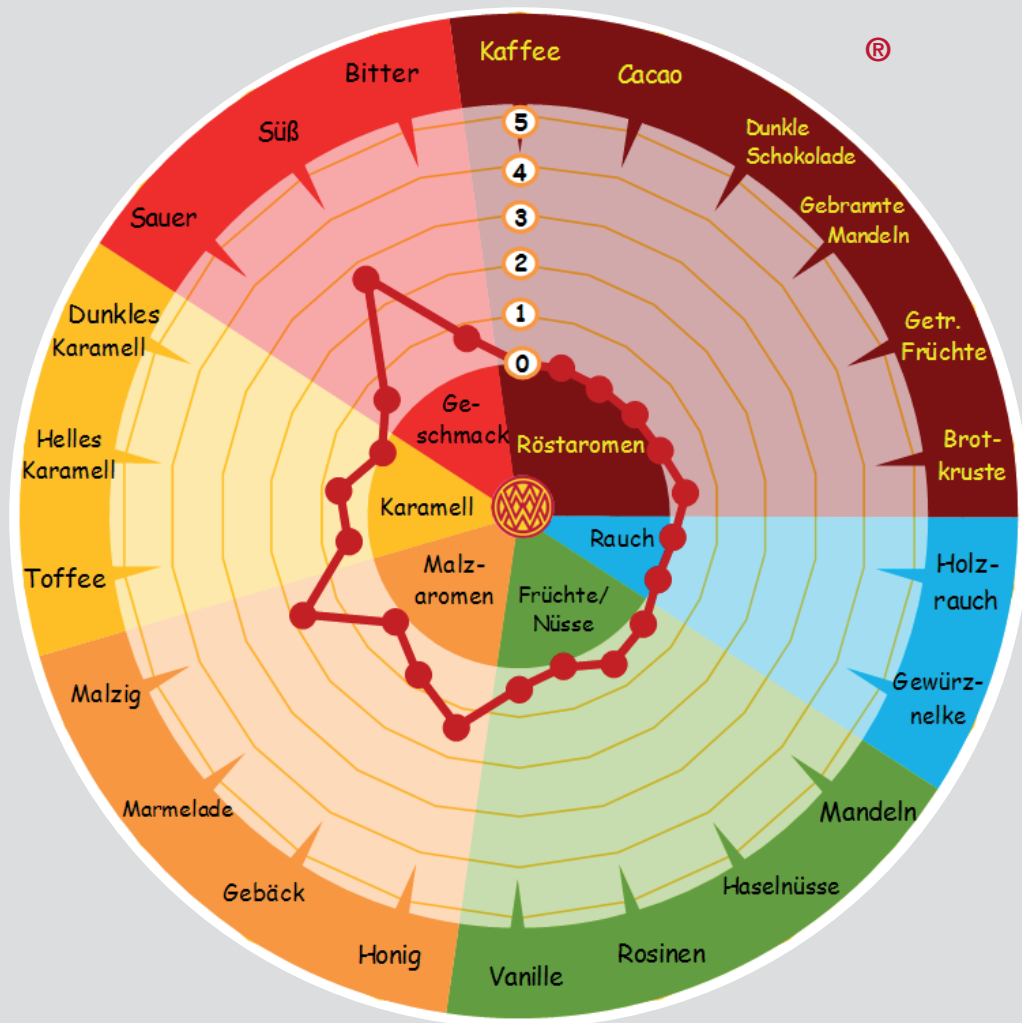 Kaffee
®
Bitter
Cacao
Süß
Dunkle
Schokolade
Sauer
Gebrannte
Mandeln
Dunkles
Karamell
Getr.
Früchte
Helles
Karamell
Brot-
kruste
Toffee
Holz-
rauch
Malzig
Gewürz-
nelke
Marmelade
Mandeln
Gebäck
Haselnüsse
Honig
Rosinen
Vanille
5
4
3
2
1
0
Ge-
schmack
Röstaromen
Karamell
Rauch
Malz-
aromen
Früchte/
Nüsse